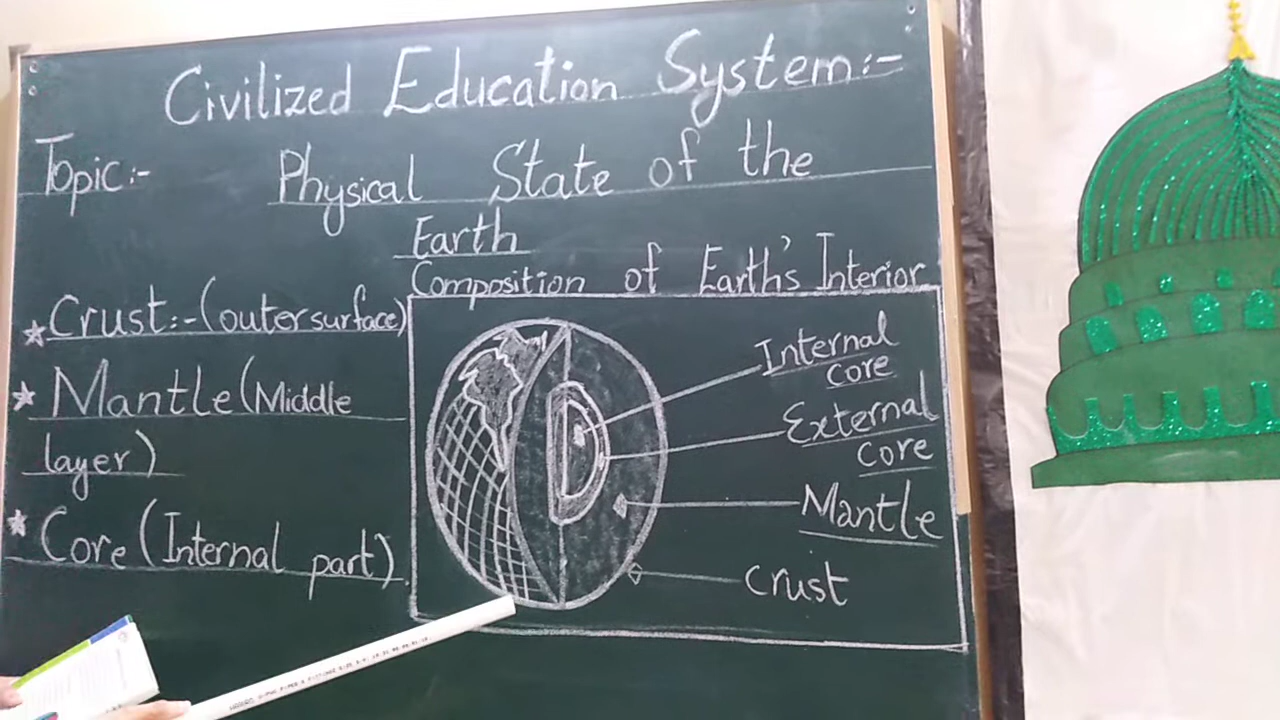 Civilized Education System:-
Topic:- Physical State of the
Earth
Composition of Earth's Interior
★ Crust:-(outer surface)
★ Mantle(Middle
layer)
★ Core(Internal part).
Internal
core
External
core
Mantle
crust